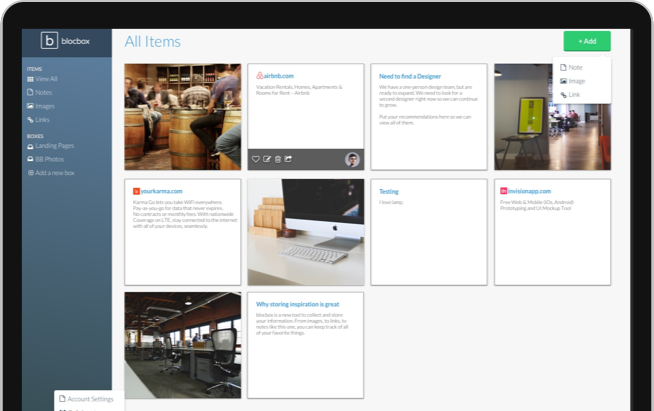 b blocbox
ITEMS
View All
Notes
Images
Links
BOXES
Landing Pages
BB Photos
Add a new box
Account Settings
All Items
+ Add
Note
Image
Link
airbnb.com
Vacation Rentals, Homes, Apartments &
Rooms for Rent - Airbnb
Need to find a Designer
We have a one-person design team, but are
ready to expand. We need to look for a
second designer right now so we can continue
to grow.
Put your recommendations here so we can
view all of them.
yourkarma.com
Karma Go lets you take WiFi everywhere.
Pay-as-you-go for data that never expires.
No contracts or monthly fees. With nationwide
Coverage on LTE, stay connected to the internet
with all of your devices, seamlessly.
Testing
I love lamp.
invisionapp.com
Free Web & Mobile (iOs, Android)
Prototyping and UI Mockup Tool
Why storing inspiration is great
blocbox is a new tool to collect and store
your information. From images, to links, to
notes like this one, you can keep track of all
of your favorite things.